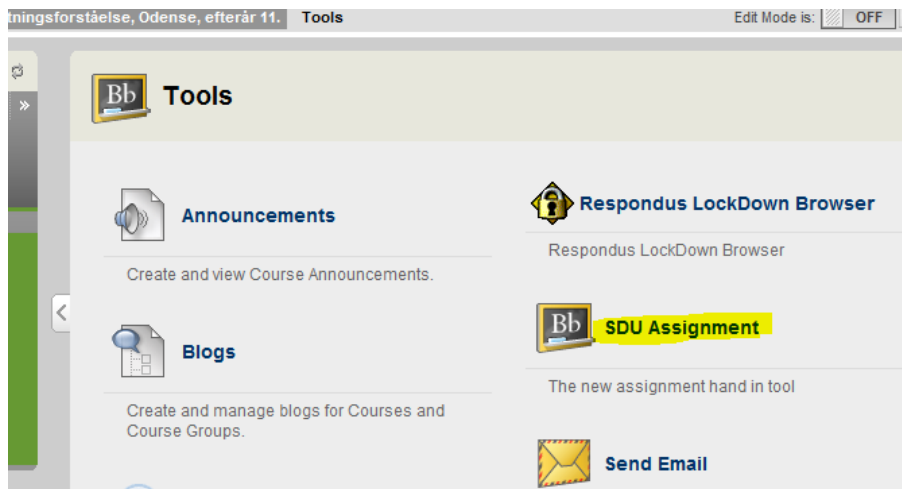 tningsforståelse, Odense, efterår 11. Tools
Edit Mode is: OFF
Bb Tools
Announcements
Create and view Course Announcements.
Blogs
Create and manage blogs for Courses and
Course Groups.
Respondus LockDown Browser
Respondus LockDown Browser
Bb SDU Assignment
The new assignment hand in tool
Send Email